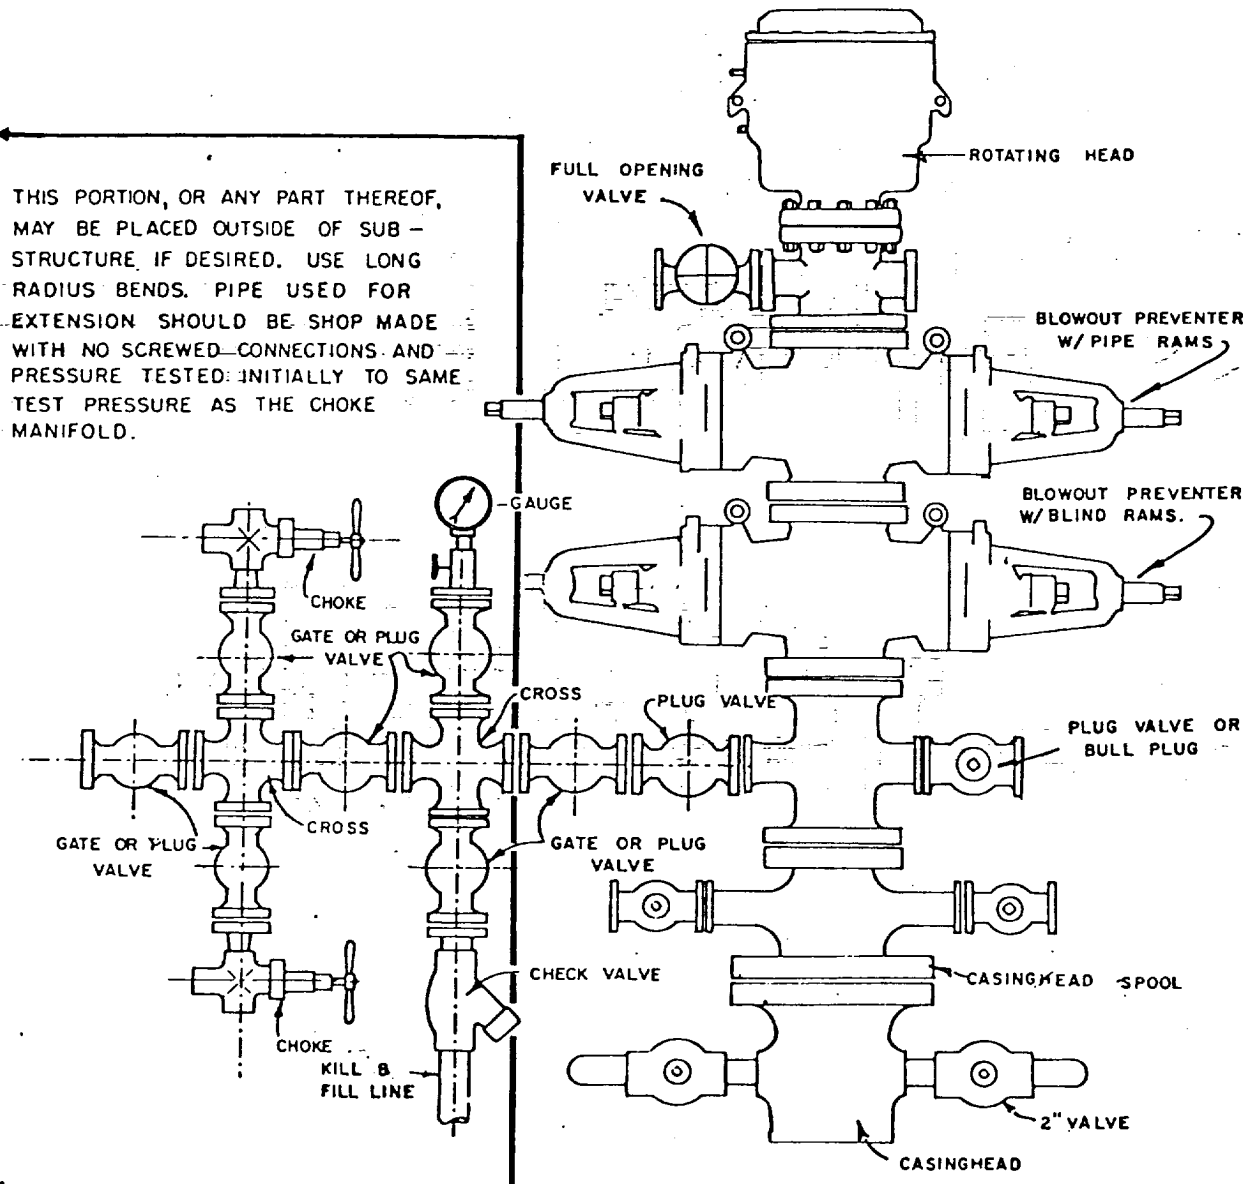 ROTATING HEAD
FULL OPENING
VALVE
THIS PORTION, OR ANY PART THEREOF,
MAY BE PLACED OUTSIDE OF SUB-
STRUCTURE IF DESIRED. USE LONG
RADIUS BENDS. PIPE USED FOR
EXTENSION SHOULD BE SHOP MADE
WITH NO SCREWED CONNECTIONS AND
PRESSURE TESTED INITIALLY TO SAME
TEST PRESSURE AS THE CHOKE
MANIFOLD.
BLOWOUT PREVENTER
W/ PIPE RAMS
GAUGE
BLOWOUT PREVENTER
W/BLIND RAMS.
CHOKE
GATE OR PLUG
VALVE
CROSS
PLUG VALVE
PLUG VALVE OR
BULL PLUG
CROSS
GATE OR PLUG
VALVE
GATE OR PLUG
VALVE
CHECK VALVE
CASINGHEAD SPOOL
CHOKE
KILL &
FILL LINE
2" VALVE
CASINGHEAD